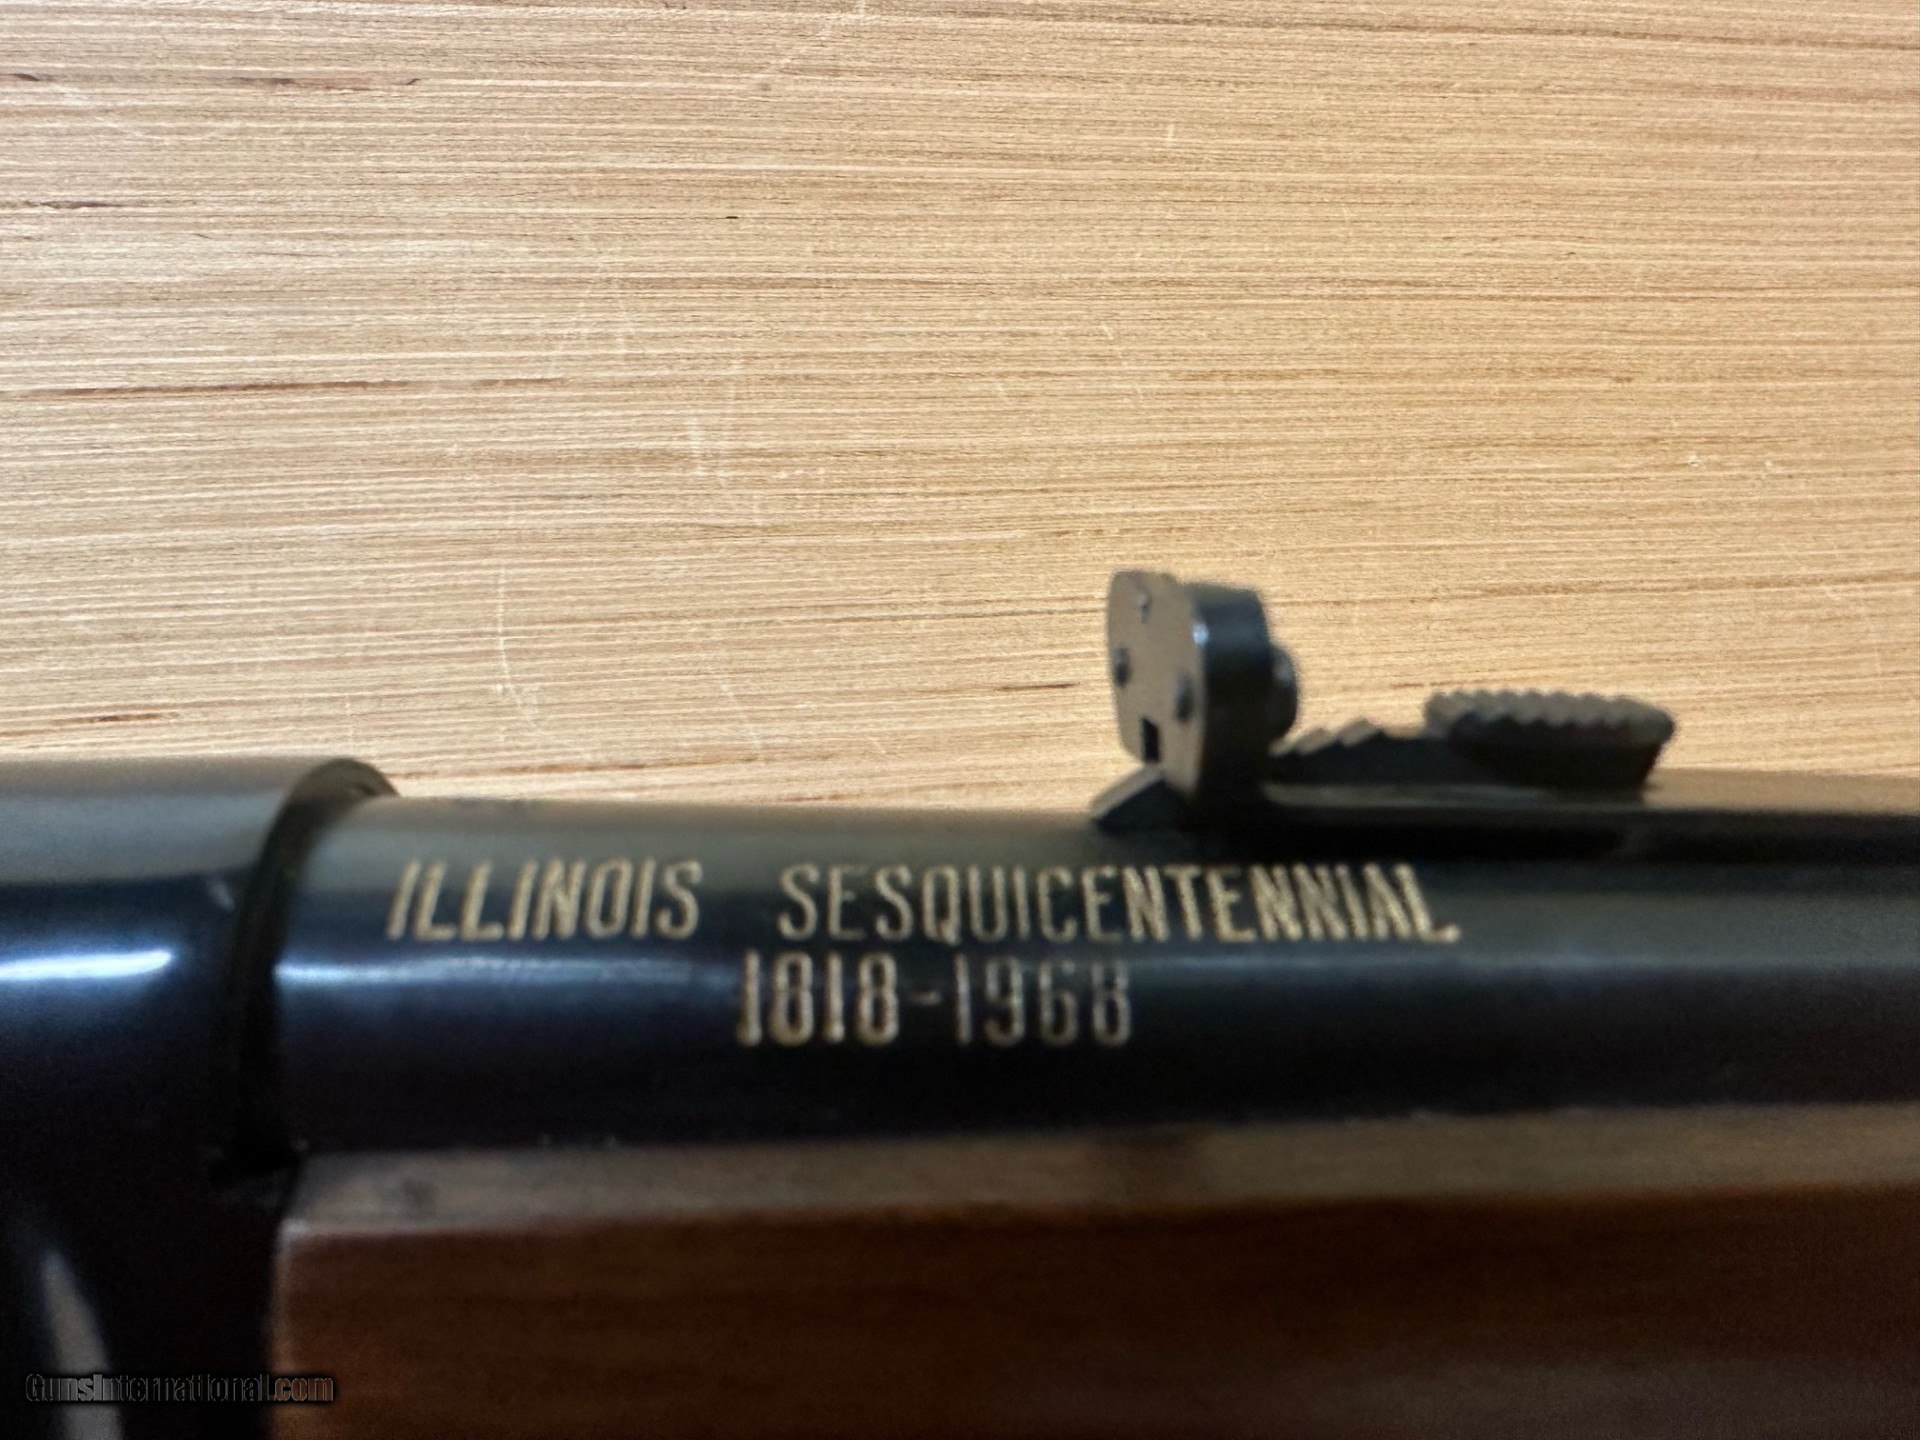 ILLINOIS SESQUICENTENNIAL
1818-1968
GunsInternational.com